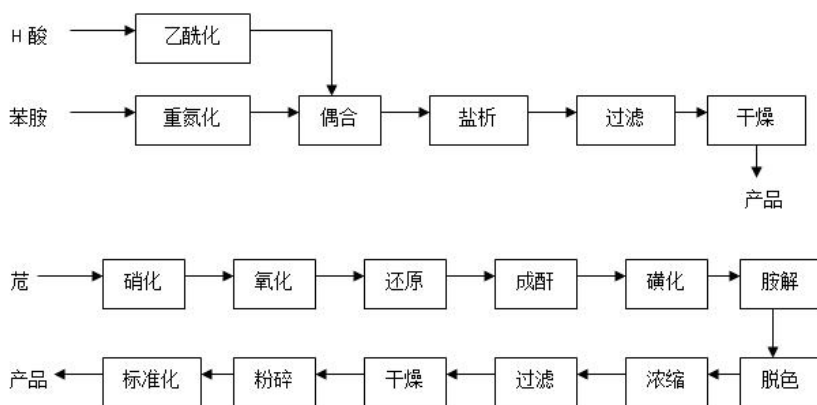 H 酸 乙酰化
苯胺 重氮化 偶合 盐析 过滤 干燥
产品
苊 硝化 氧化 还原 成酐 磺化 胺解
产品 标准化 粉碎 干燥 过滤 浓缩 脱色